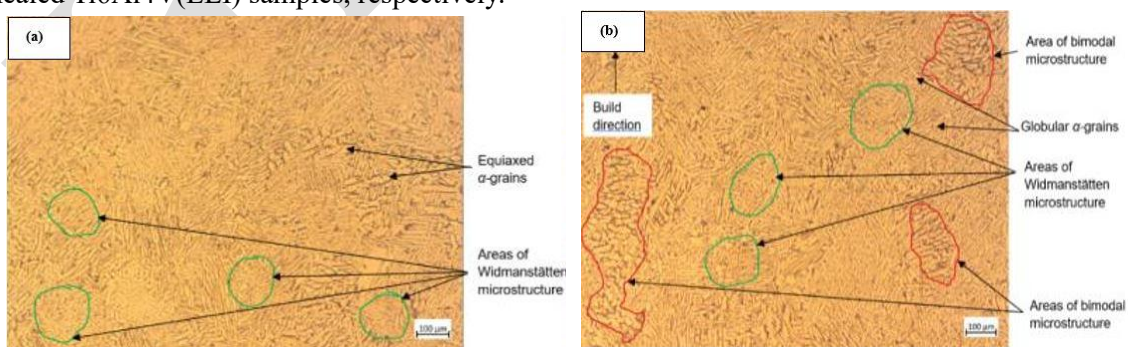 nealed Ti6Al4V(ELI) samples, respectively.
(a)
Equiaxed
α-grains
Areas of
Widmanstätten
microstructure
100 μm
(b)
Build
direction
Area of bimodal
microstructure
Globular α-grains
Areas of
Widmanstätten
microstructure
Areas of bimodal
microstructure
100 μm